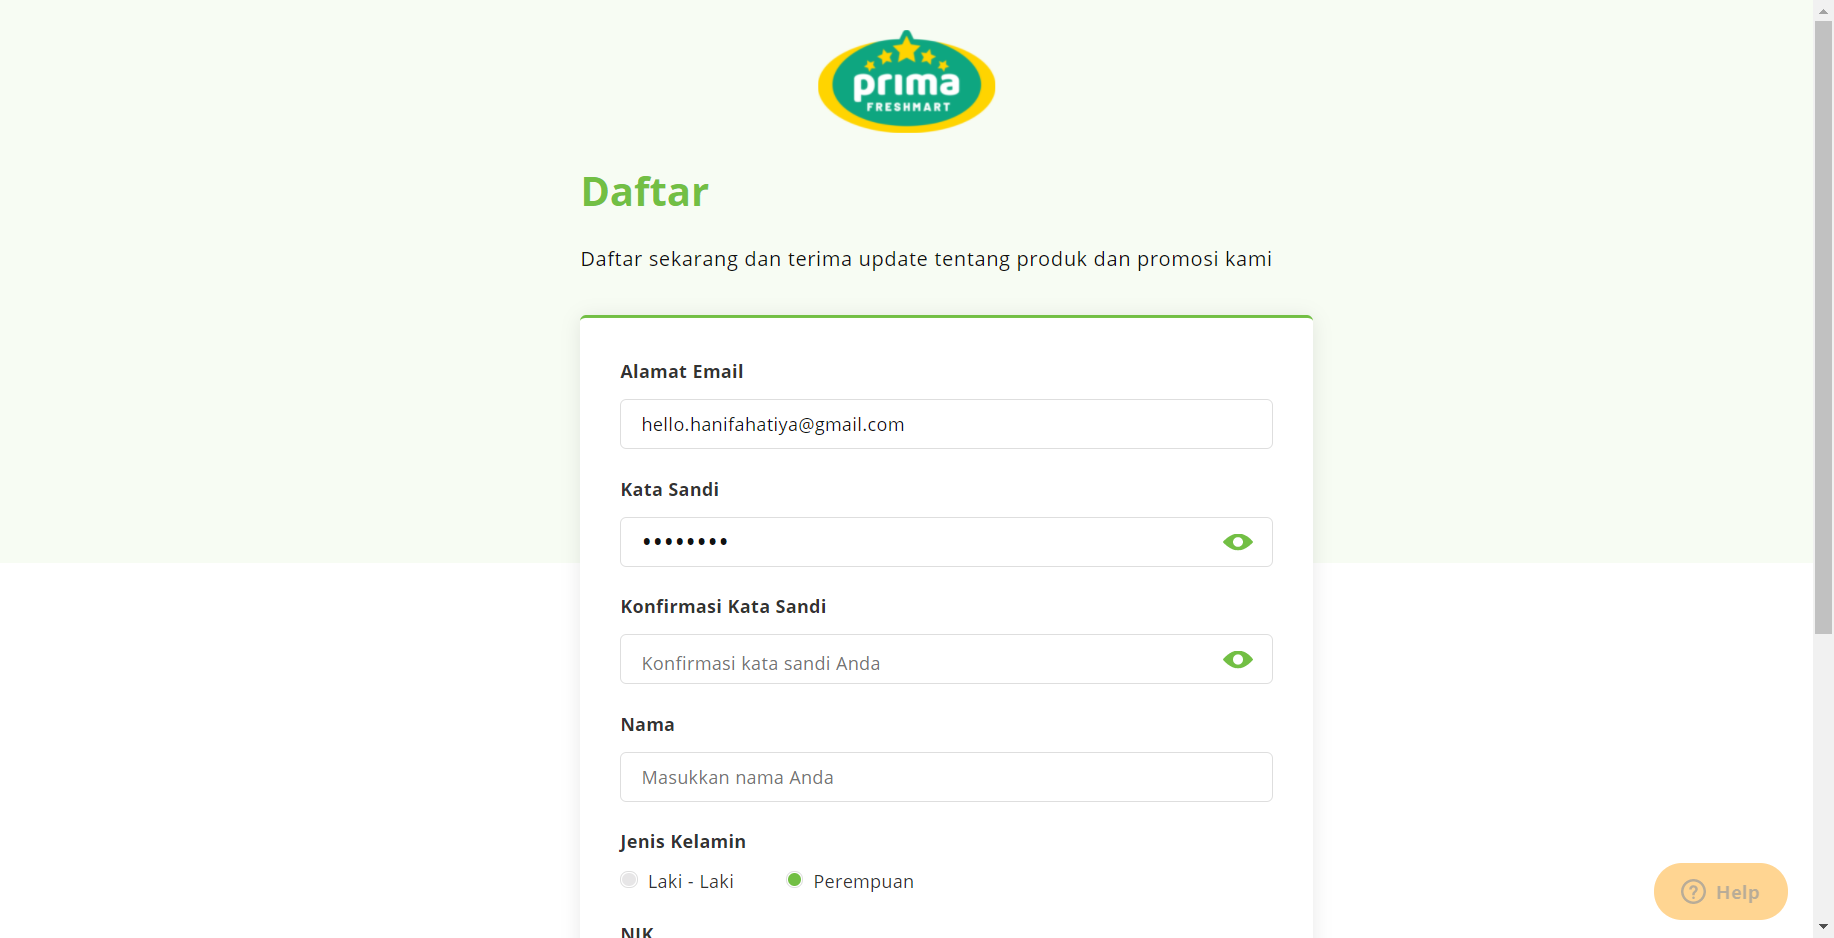 prima
FRESHMART
Daftar
Daftar sekarang dan terima update tentang produk dan promosi kami
Alamat Email
hello.hanifahatiya@gmail.com
Kata Sandi
••••••••
Konfirmasi Kata Sandi
Konfirmasi kata sandi Anda
Nama
Masukkan nama Anda
Jenis Kelamin
Laki - Laki Perempuan
NIK
? Help